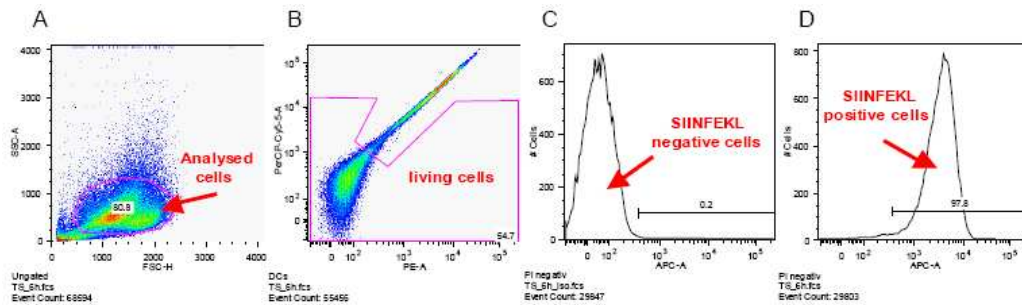 A
4000
3000
2000
1000
0
SSC-A
80.8
Analysed
cells
0 1000 2000 3000 4000
FSC-H
Ungated
TS_6h.fcs
Event Count: 68594
B
10^5
10^4
10^3
10^2
0
PerCP-Cy5-5-A
living cells
54.7
0 10^2 10^3 10^4 10^5
PE-A
DCs
TS_6h.fcs
Event Count: 55456
C
600
400
200
0
# Cells
SIINFEKL
negative cells
0.2
0 10^2 10^3 10^4 10^5
APC-A
PI negativ
TS_6h_iso.fcs
Event Count: 29847
D
800
600
400
200
0
# Cells
SIINFEKL
positive cells
97.8
0 10^2 10^3 10^4 10^5
APC-A
PI negativ
TS_6h.fcs
Event Count: 29803